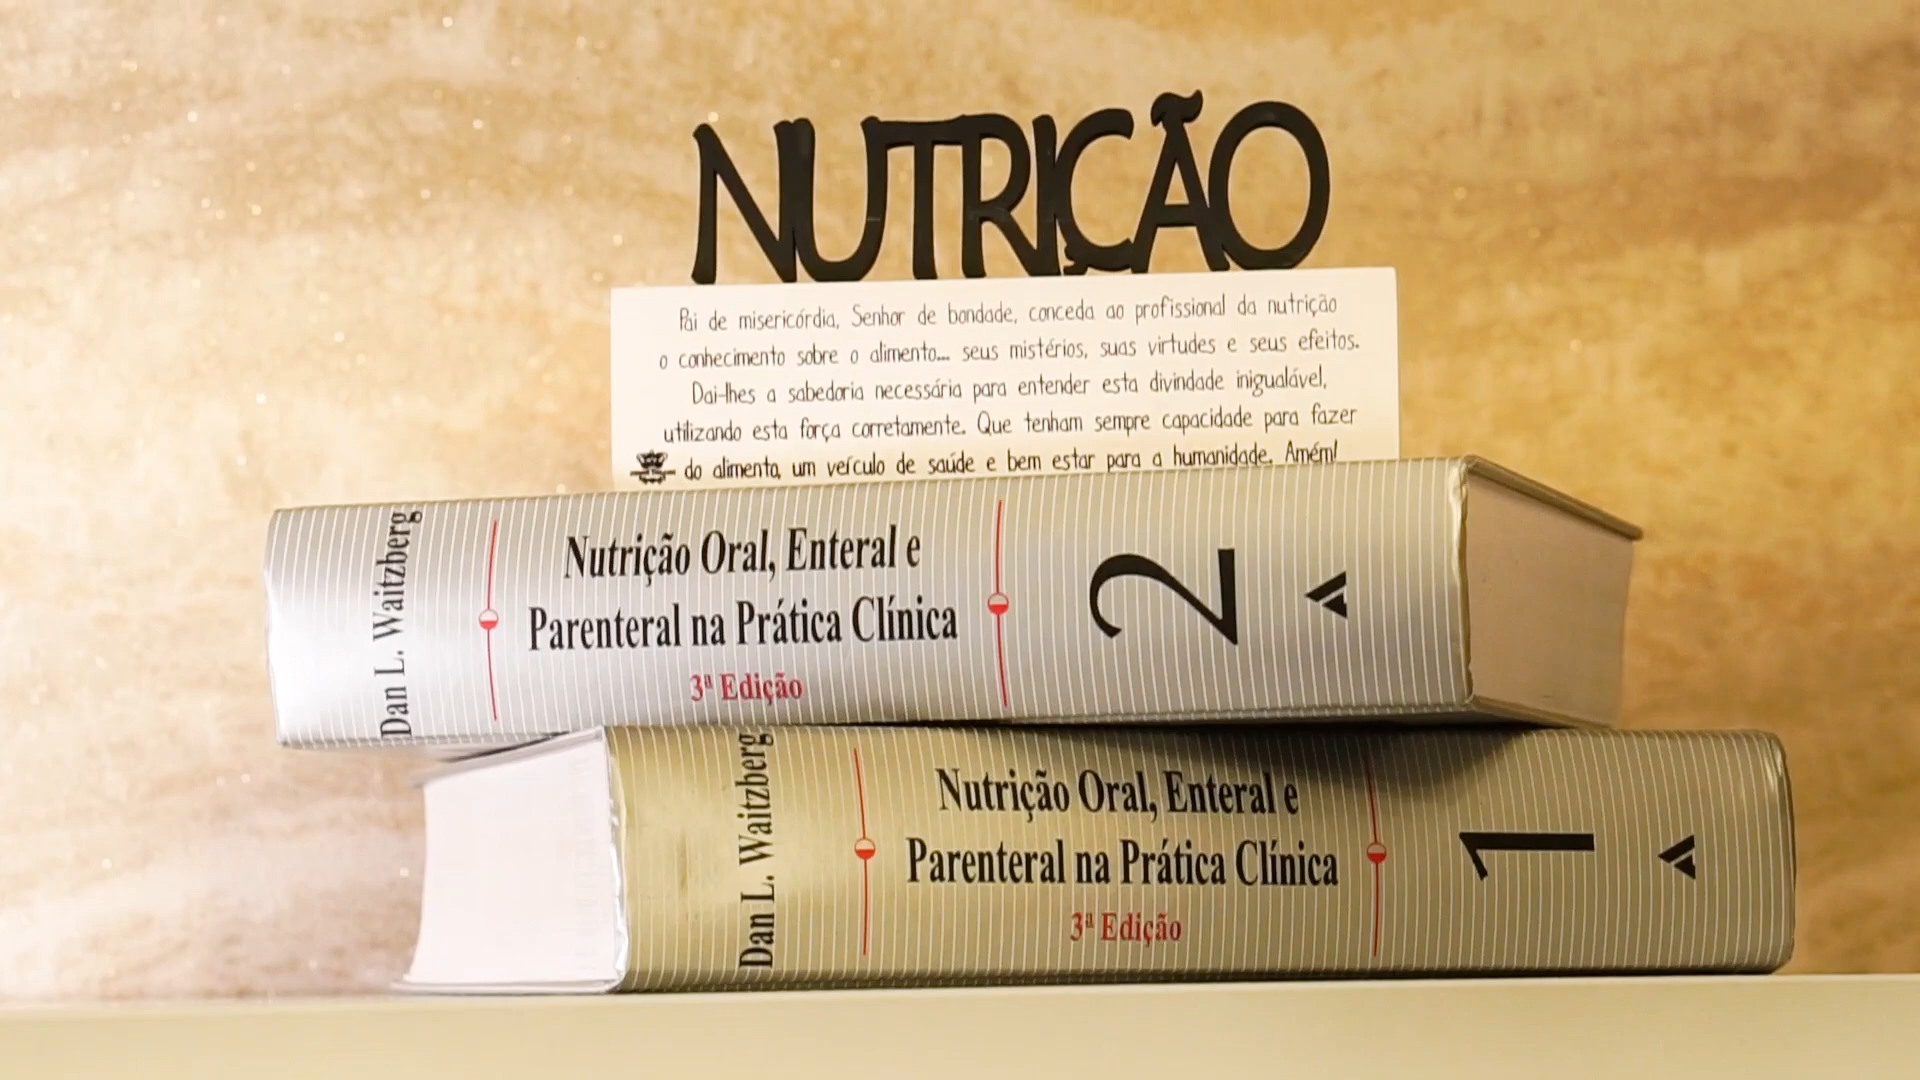 NUTRIÇÃO
Pai de misericórdia, Senhor de bondade, conceda ao profissional da nutrição
o conhecimento sobre o alimento... seus mistérios, suas virtudes e seus efeitos.
Dai-lhes a sabedoria necessária para entender esta divindade inigualável,
utilizando esta força corretamente. Que tenham sempre capacidade para fazer
do alimento, um veículo de saúde e bem estar para a humanidade. Amém!
Dan L. Waitzberg
Nutrição Oral, Enteral e
Parenteral na Prática Clínica
3ª Edição
2
Dan L. Waitzberg
Nutrição Oral, Enteral e
Parenteral na Prática Clínica
3ª Edição
1